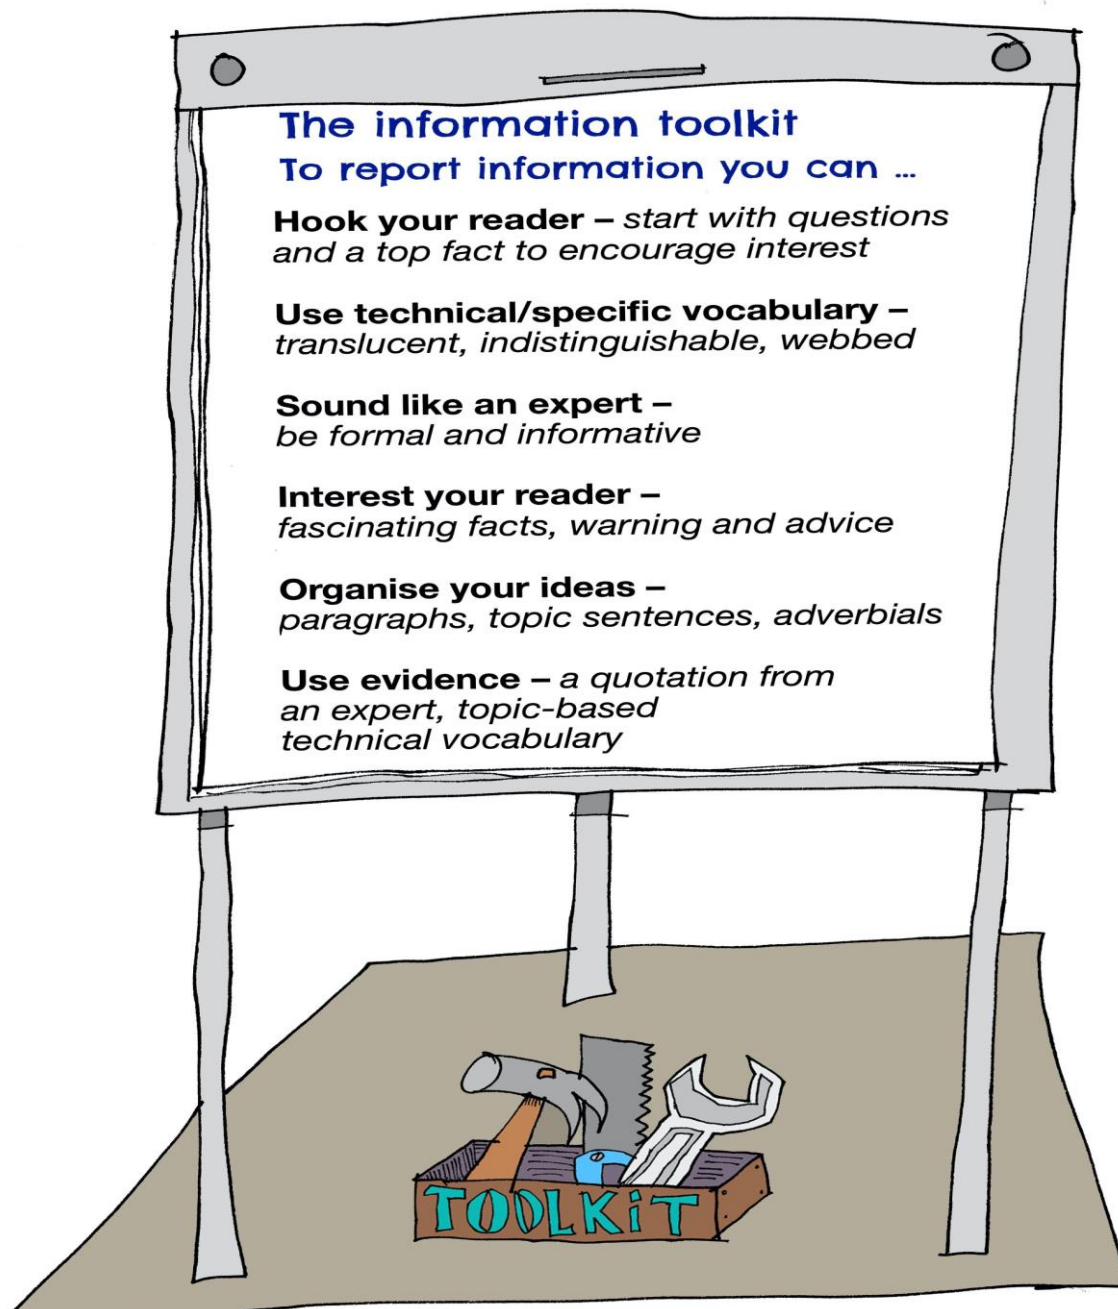 The information toolkit
To report information you can ...
Hook your reader – start with questions
and a top fact to encourage interest
Use technical/specific vocabulary –
translucent, indistinguishable, webbed
Sound like an expert –
be formal and informative
Interest your reader –
fascinating facts, warning and advice
Organise your ideas –
paragraphs, topic sentences, adverbials
Use evidence – a quotation from
an expert, topic-based
technical vocabulary
TOOLKiT